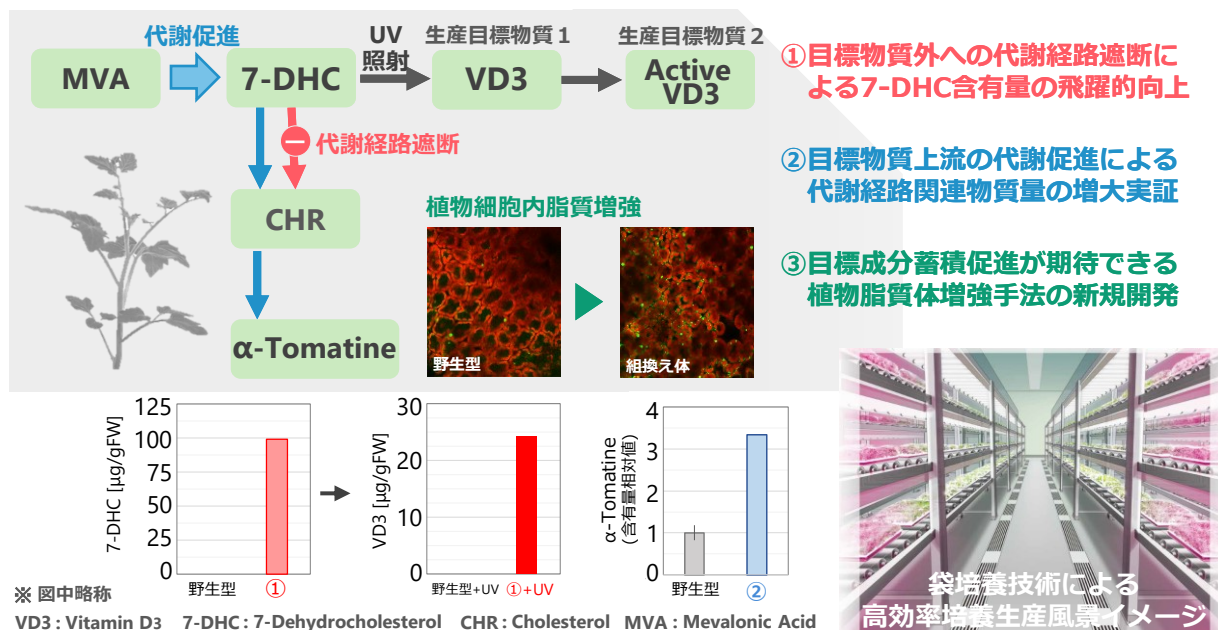 代謝促進
UV
照射
生産目標物質1
生産目標物質2
MVA
7-DHC
VD3
Active
VD3
代謝経路遮断
CHR
α-Tomatine
植物細胞内脂質増強
野生型
組換え体
①目標物質外への代謝経路遮断に
よる7-DHC含有量の飛躍的向上
②目標物質上流の代謝促進による
代謝経路関連物質量の増大実証
③目標成分蓄積促進が期待できる
植物脂質体増強手法の新規開発
7-DHC [μg/gFW]
125
100
75
50
25
0
野生型
①
VD3 [μg/gFW]
30
20
10
0
野生型+UV
①+UV
α-Tomatine
(含有量相対値)
4
3
2
1
0
野生型
②
袋培養技術による
高効率培養生産風景イメージ
※ 図中略称
VD3 : Vitamin D3 7-DHC : 7-Dehydrocholesterol CHR : Cholesterol MVA : Mevalonic Acid